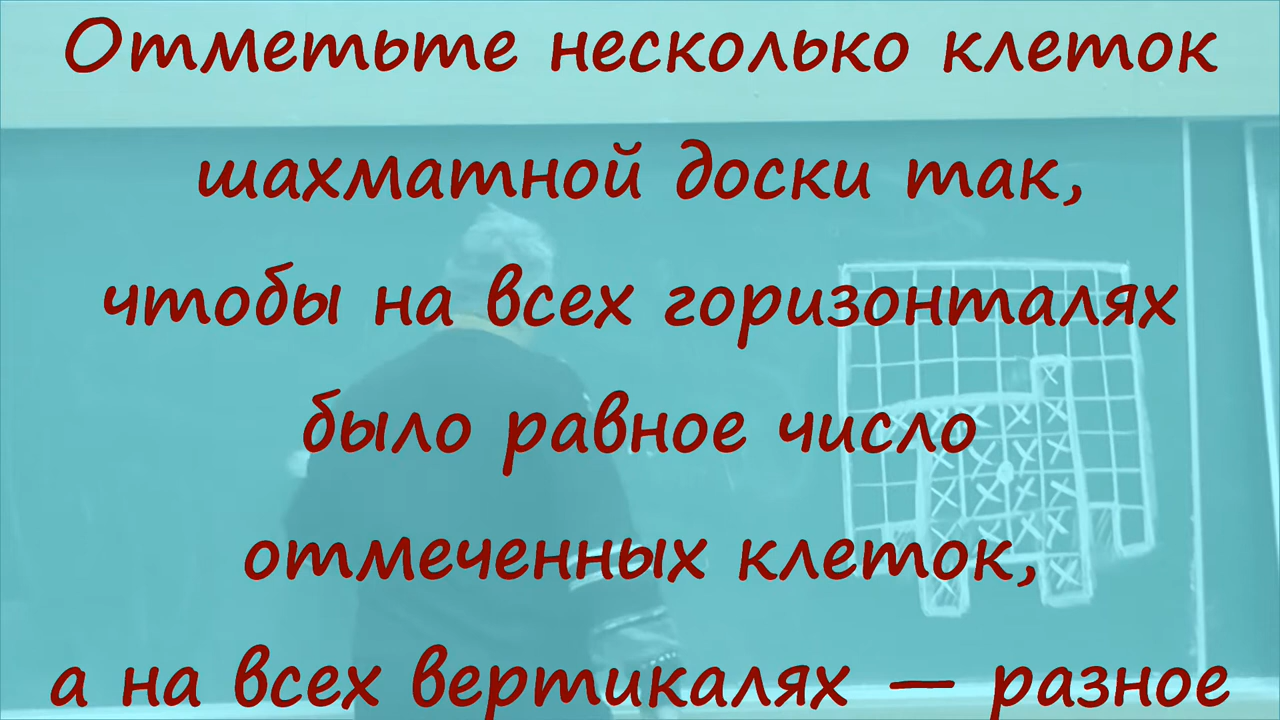 Отметьте несколько клеток
шахматной доски так,
чтобы на всех горизонталях
было равное число
отмеченных клеток,
а на всех вертикалях — разное